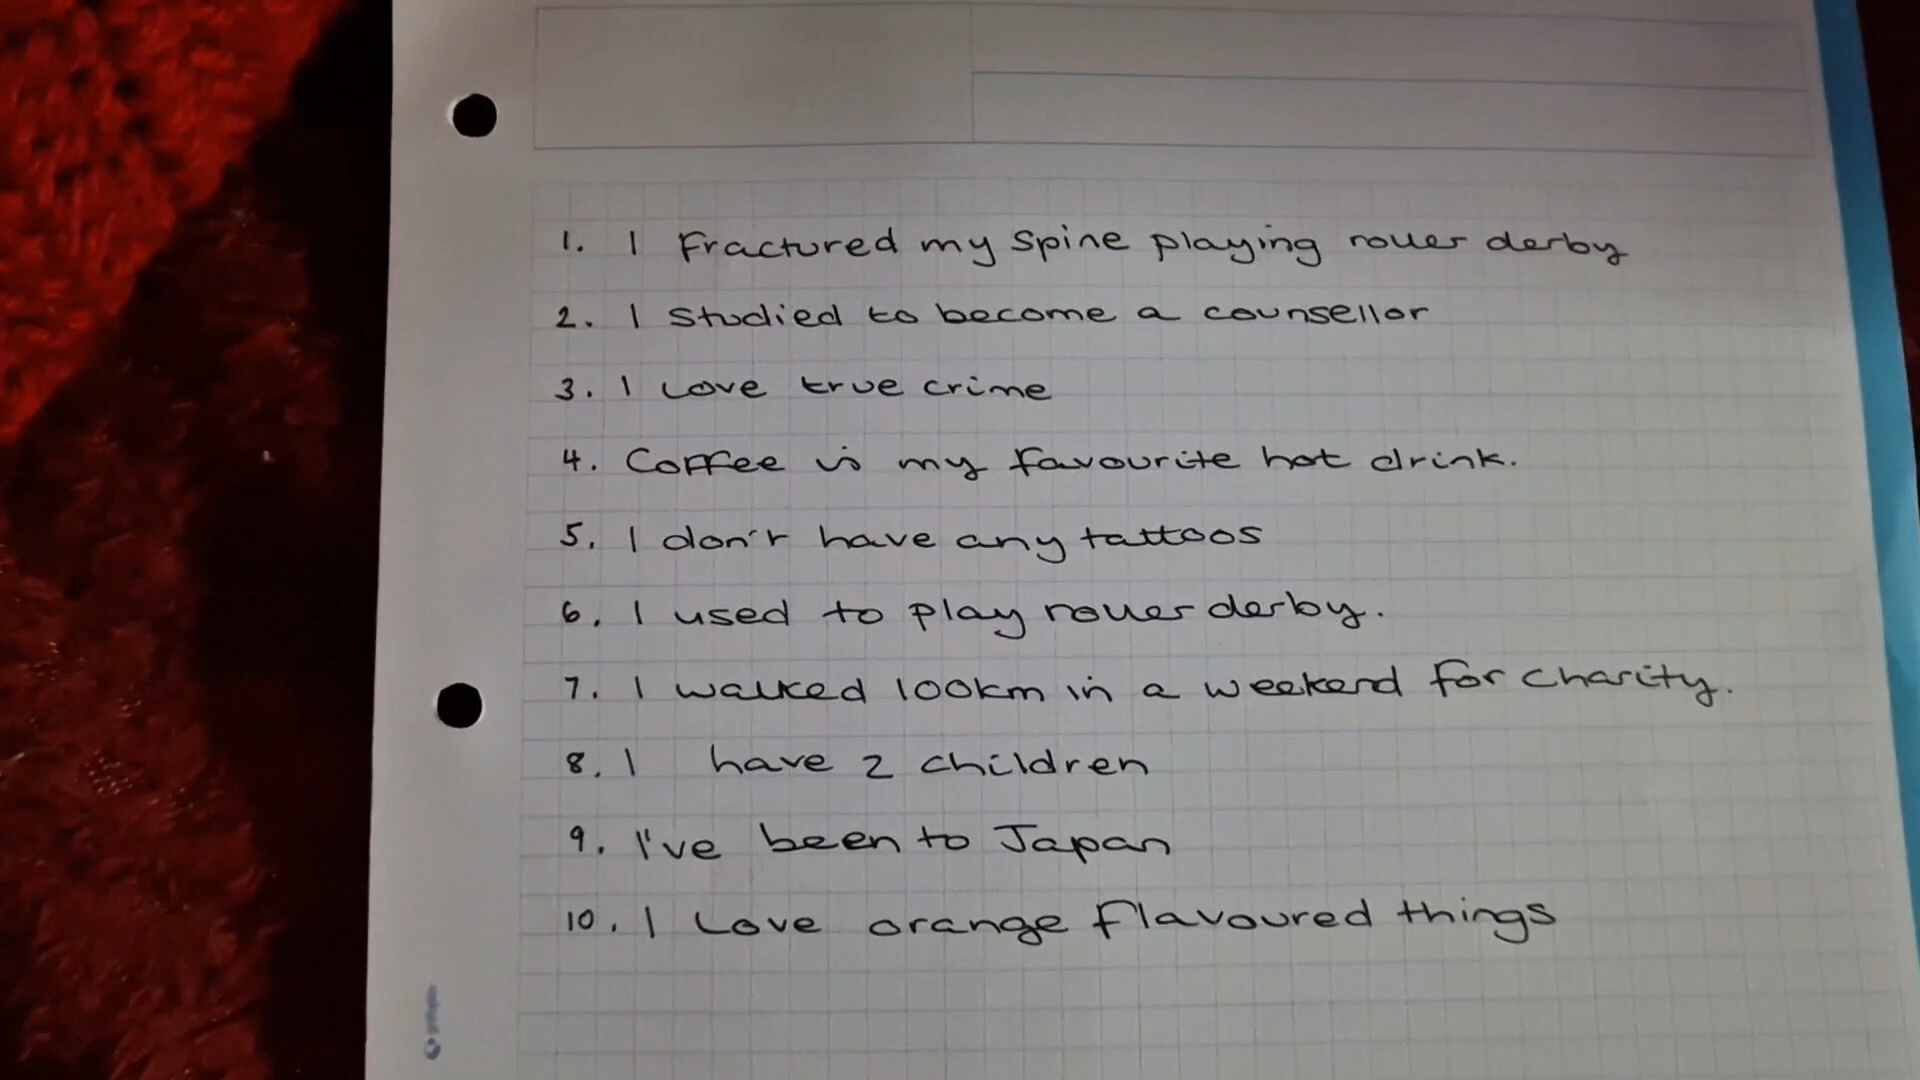 1. I Fractured my spine playing roller derby
2. I studied to become a counsellor
3. I love true crime
4. Coffee is my favourite hot drink.
5. I don't have any tattoos
6. I used to play roller derby.
7. I walked 100km in a weekend for charity.
8. I have 2 children
9. I've been to Japan
10. I Love orange flavoured things